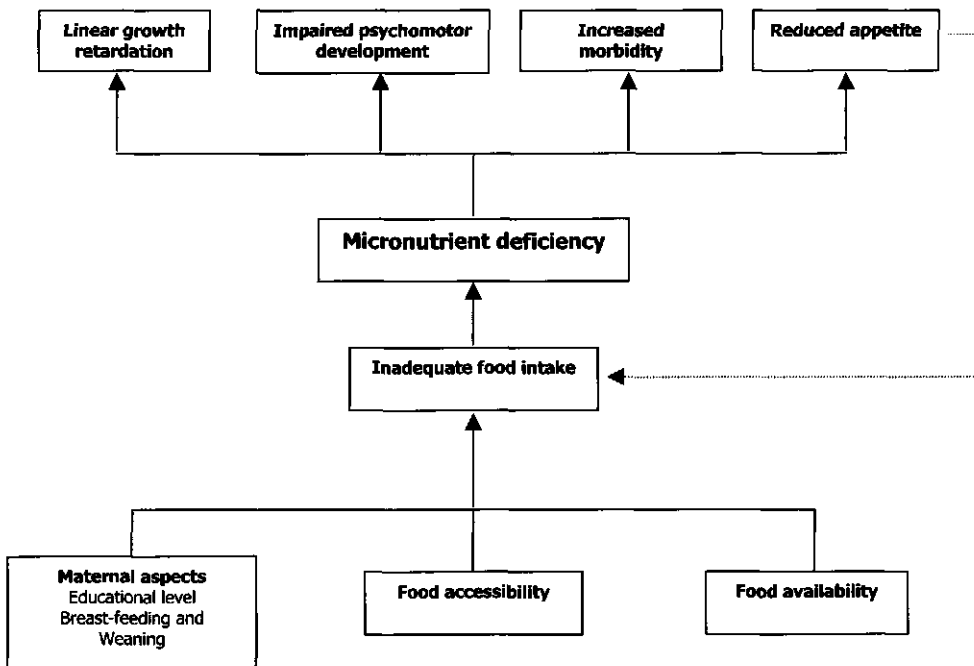 Linear growth
retardation
Impaired psychomotor
development
Increased
morbidity
Reduced appetite
Micronutrient deficiency
Inadequate food intake
Maternal aspects
Educational level
Breast-feeding and
Weaning
Food accessibility
Food availability